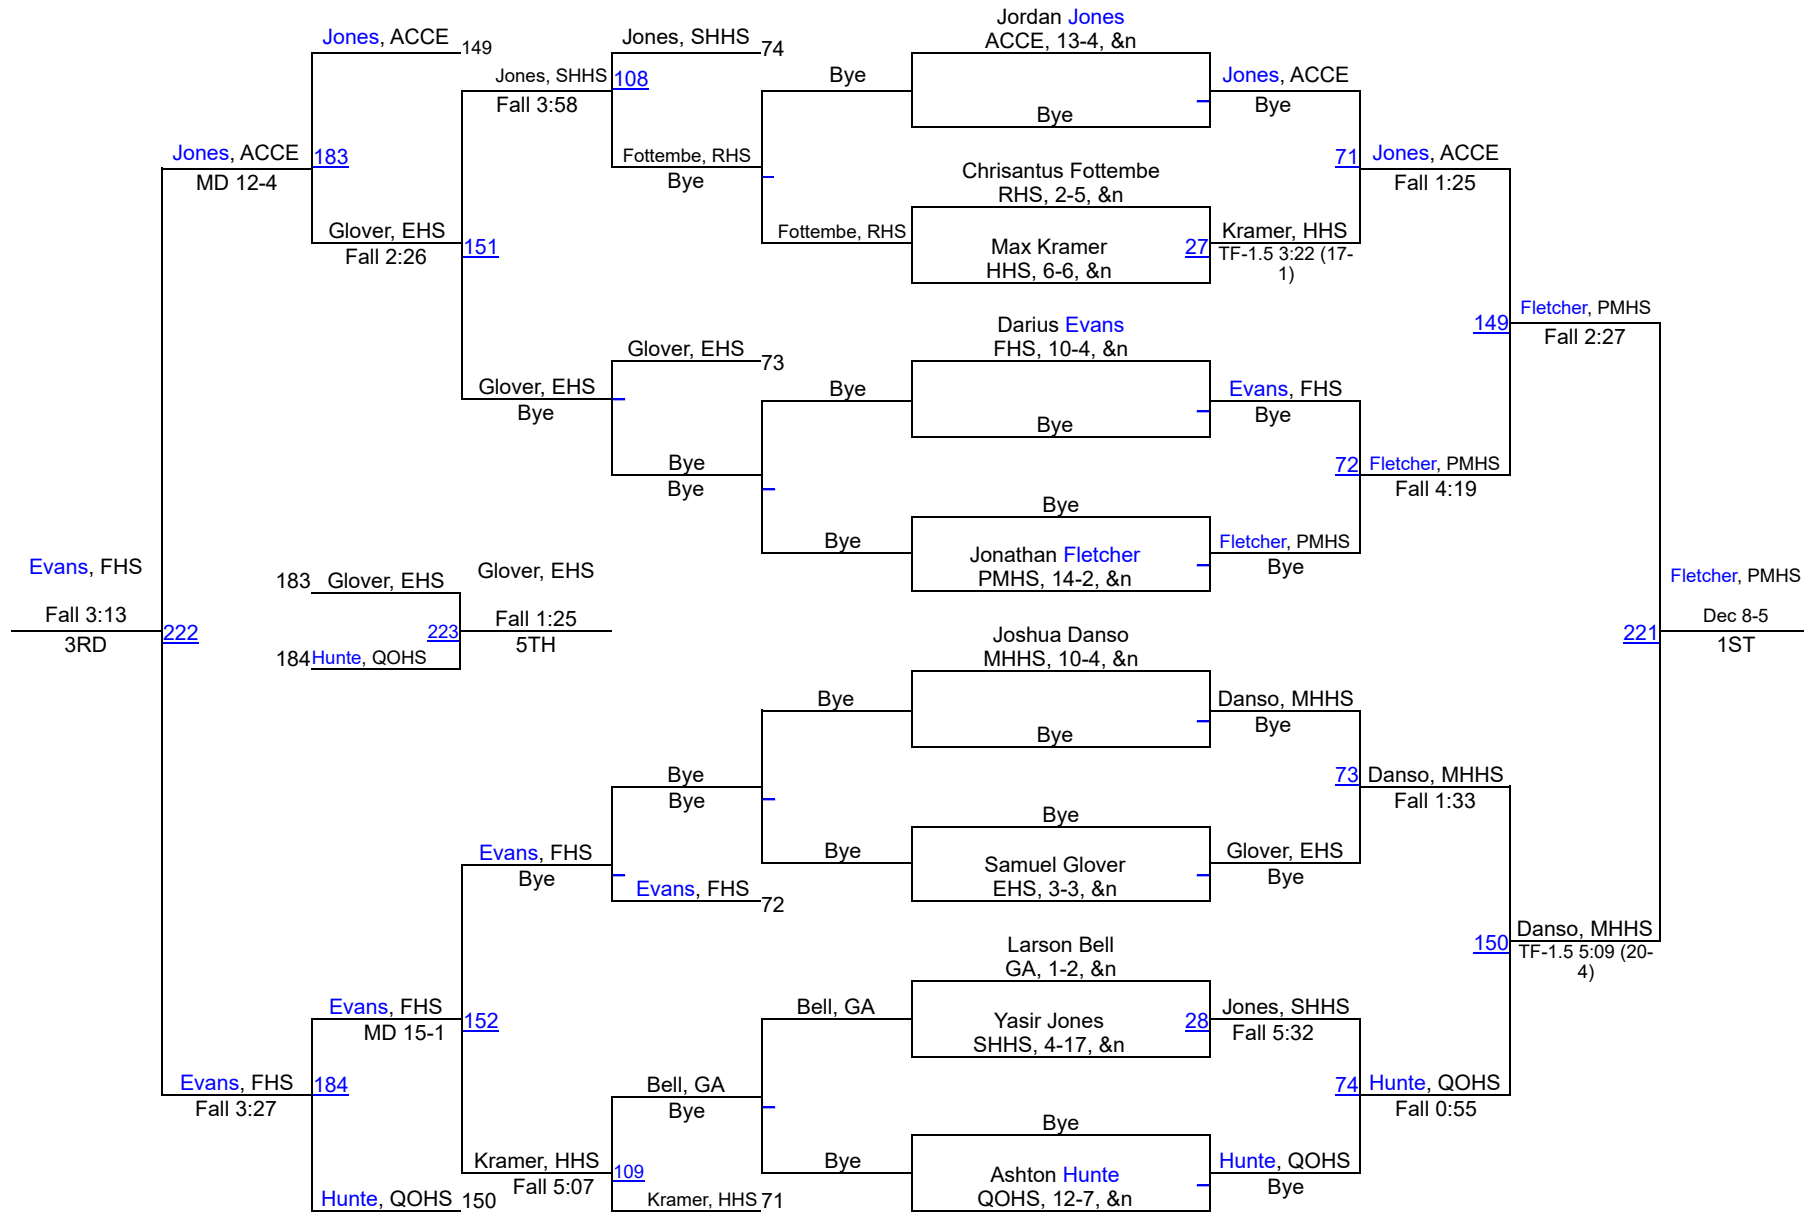 Jordan Jones
ACCE, 13-4, &n
Jones, ACCE
149
Jones, SHHS
74
Jones, SHHS
108
Fall 3:58
Bye
Bye
Jones, ACCE
Bye
Jones, ACCE
183
MD 12-4
Fottembe, RHS
Bye
Chrisantus Fottembe
RHS, 2-5, &n
71
Jones, ACCE
Fall 1:25
Glover, EHS
151
Fall 2:26
Fottembe, RHS
Max Kramer
HHS, 6-6, &n
27
Kramer, HHS
TF-1.5 3:22 (17-
1)
Darius Evans
FHS, 10-4, &n
149
Fletcher, PMHS
Fall 2:27
Glover, EHS
73
Glover, EHS
Bye
Bye
Bye
Evans, FHS
Bye
Bye
Bye
72
Fletcher, PMHS
Fall 4:19
Bye
Bye
Jonathan Fletcher
PMHS, 14-2, &n
Fletcher, PMHS
Bye
Evans, FHS
Fall 3:13
3RD
222
183
Glover, EHS
Glover, EHS
223
Fall 1:25
5TH
184
Hunte, QOHS
Fletcher, PMHS
221
Dec 8-5
1ST
Joshua Danso
MHHS, 10-4, &n
Bye
Bye
Danso, MHHS
Bye
Bye
Bye
73
Danso, MHHS
Fall 1:33
Bye
Evans, FHS
Bye
Evans, FHS
72
Bye
Samuel Glover
EHS, 3-3, &n
Glover, EHS
Bye
150
Danso, MHHS
TF-1.5 5:09 (20-
4)
Larson Bell
GA, 1-2, &n
Evans, FHS
152
MD 15-1
Bell, GA
Yasir Jones
SHHS, 4-17, &n
28
Jones, SHHS
Fall 5:32
Evans, FHS
184
Fall 3:27
Bell, GA
Bye
74
Hunte, QOHS
Fall 0:55
Bye
Kramer, HHS
109
Fall 5:07
Bye
Ashton Hunte
QOHS, 12-7, &n
Hunte, QOHS
Bye
Hunte, QOHS
150
Kramer, HHS
71